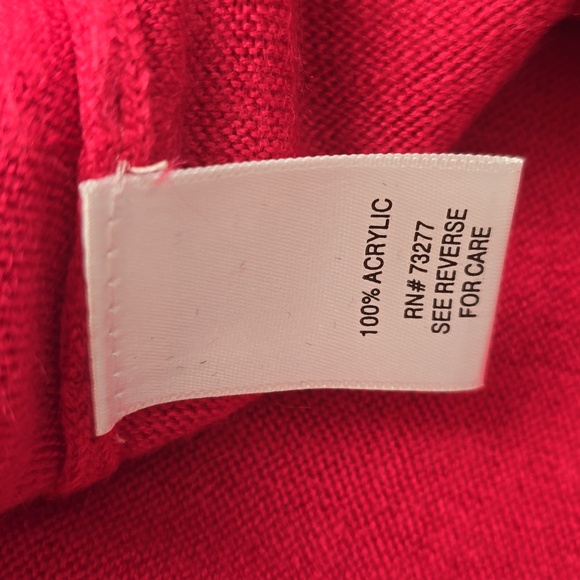 100% ACRYLIC
RN# 73277
SEE REVERSE
FOR CARE